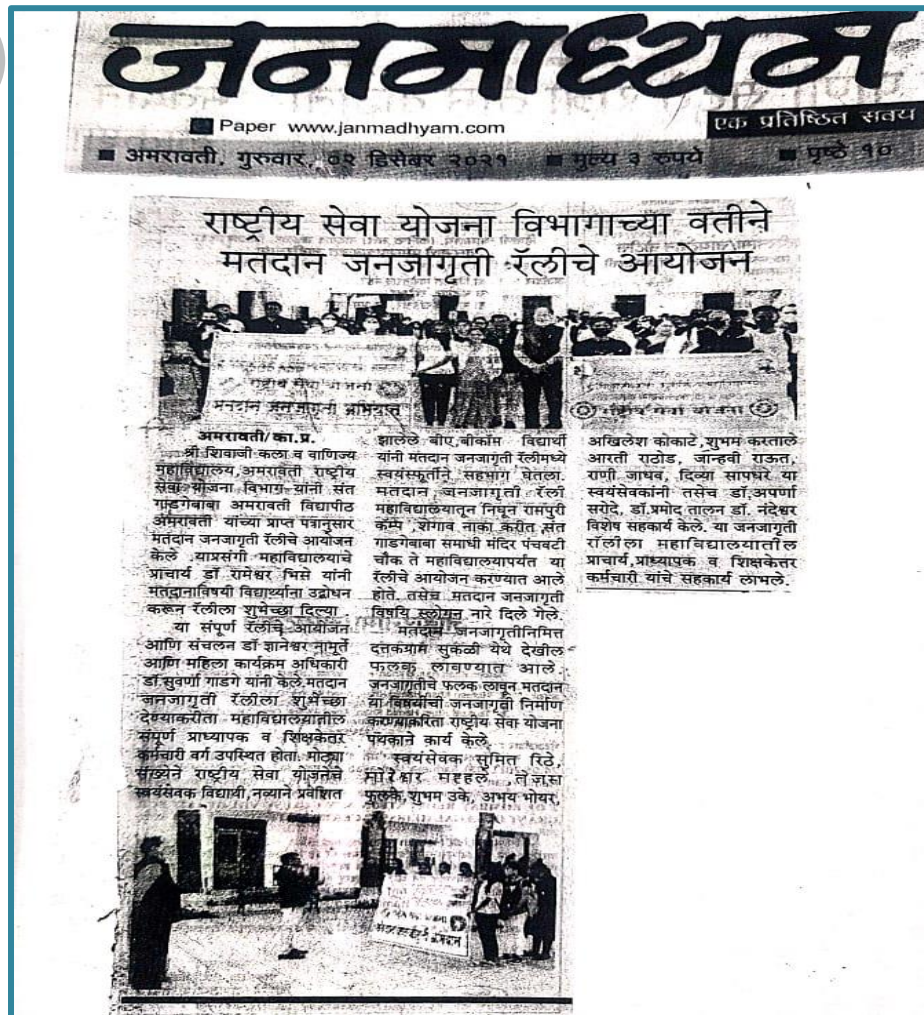 जनमाध्यम
Paper www.janmadhyam.com
एक प्रतिष्ठित सवय
अमरावती, गुरुवार, ०२ डिसेंबर २०२१ ■ मुल्य ३ रुपये ■ पृष्ठे १०
राष्ट्रीय सेवा योजना विभागाच्या वतीने
मतदान जनजागृती रॅलीचे आयोजन
राष्ट्रीय सेवा योजना
मतदान जनजागृती अभियान
राष्ट्रीय सेवा योजना
अमरावती/का.प्र.
श्री शिवाजी कला व वाणिज्य
महाविद्यालय,अमरावती राष्ट्रीय
सेवा योजना विभाग यांनी संत
गाडगेबाबा अमरावती विद्यापीठ
अमरावती यांच्या प्राप्त पत्रानुसार
मतदान जनजागृती रॅलीचे आयोजन
केले .याप्रसंगी महाविद्यालयाचे
प्राचार्य डॉ रामेश्वर भिसे यांनी
मतदानाविषयी विद्यार्थ्यांना उद्बोधन
करून रॅलीला शुभेच्छा दिल्या .
या संपूर्ण रॅलीचे आयोजन
आणि संचलन डॉ ज्ञानेश्वर नामुर्ते
आणि महिला कार्यक्रम अधिकारी
डॉ.सुवर्णा गाडगे यांनी केले.मतदान
जनजागृती रॅलीला शुभेच्छा
देण्याकरीता महाविद्यालयातील
संपूर्ण प्राध्यापक व शिक्षकेतर
कर्मचारी वर्ग उपस्थित होता. मोठ्या
संख्येने राष्ट्रीय सेवा योजनेचे
स्वयंसेवक विद्यार्थी,नव्याने प्रवेशित
झालेले बीए,बीकॉम विद्यार्थी
यांनी मतदान जनजागृती रॅलीमध्ये
स्वयंस्फूर्तीने सहभाग घेतला.
मतदान जनजागृती रॅली
महाविद्यालयातून निघून रामपुरी
कॅम्प ,शेगाव नाका करीत संत
गाडगेबाबा समाधी मंदिर पंचवटी
चौक ते महाविद्यालयापर्यंत या
रॅलीचे आयोजन करण्यात आले
होते. तसेच मतदान जनजागृती
विषयि स्लोगन नारे दिले गेले.
मतदान जनजागृतीनिमित्त
दत्तकग्राम सुकळी येथे देखील
फलक लावण्यात आले.
जनजागृतीचे फलक लावून मतदान
या विषयीची जनजागृती निर्माण
करण्याकरिता राष्ट्रीय सेवा योजना
पथकाने कार्य केले.
स्वयंसेवक सुमित रिठे,
मोरेश्वर मस्हले ,तेजस
फुलके,शुभम उके, अभय भोयर,
अखिलेश कोकाटे,शुभम करताले
आरती राठोड, जान्हवी राऊत,
राणी जाधव, दिव्या सापधरे या
स्वयंसेवकांनी तसेच डॉ.अपर्णा
सरोदे, डॉ.प्रमोद तालन डॉ. नंदेश्वर
विशेष सहकार्य केले. या जनजागृती
रॉलीला महाविद्यालयातील
प्राचार्य,प्राध्यापक व शिक्षकेत्तर
कर्मचारी यांचे सहकार्य लाभले.